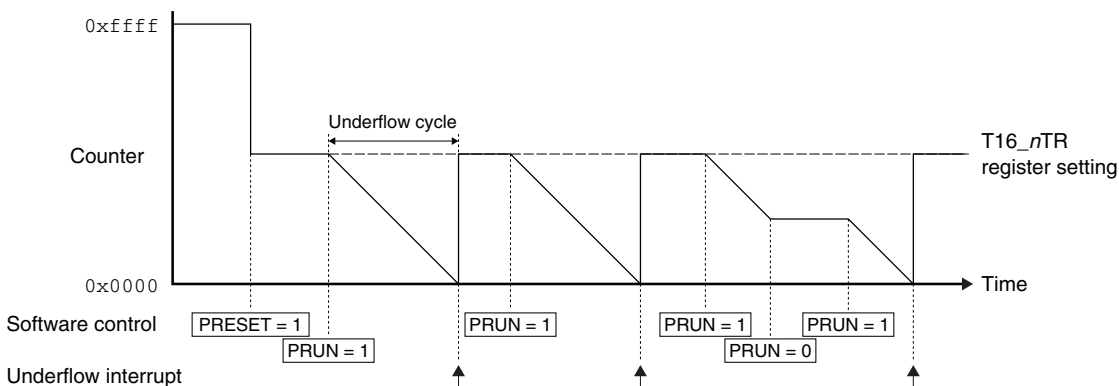 0xffff
Underflow cycle
Counter
T16_nTR
register setting
0x0000
Time
Software control
PRESET = 1
PRUN = 1
PRUN = 1
PRUN = 1
PRUN = 0
PRUN = 1
Underflow interrupt